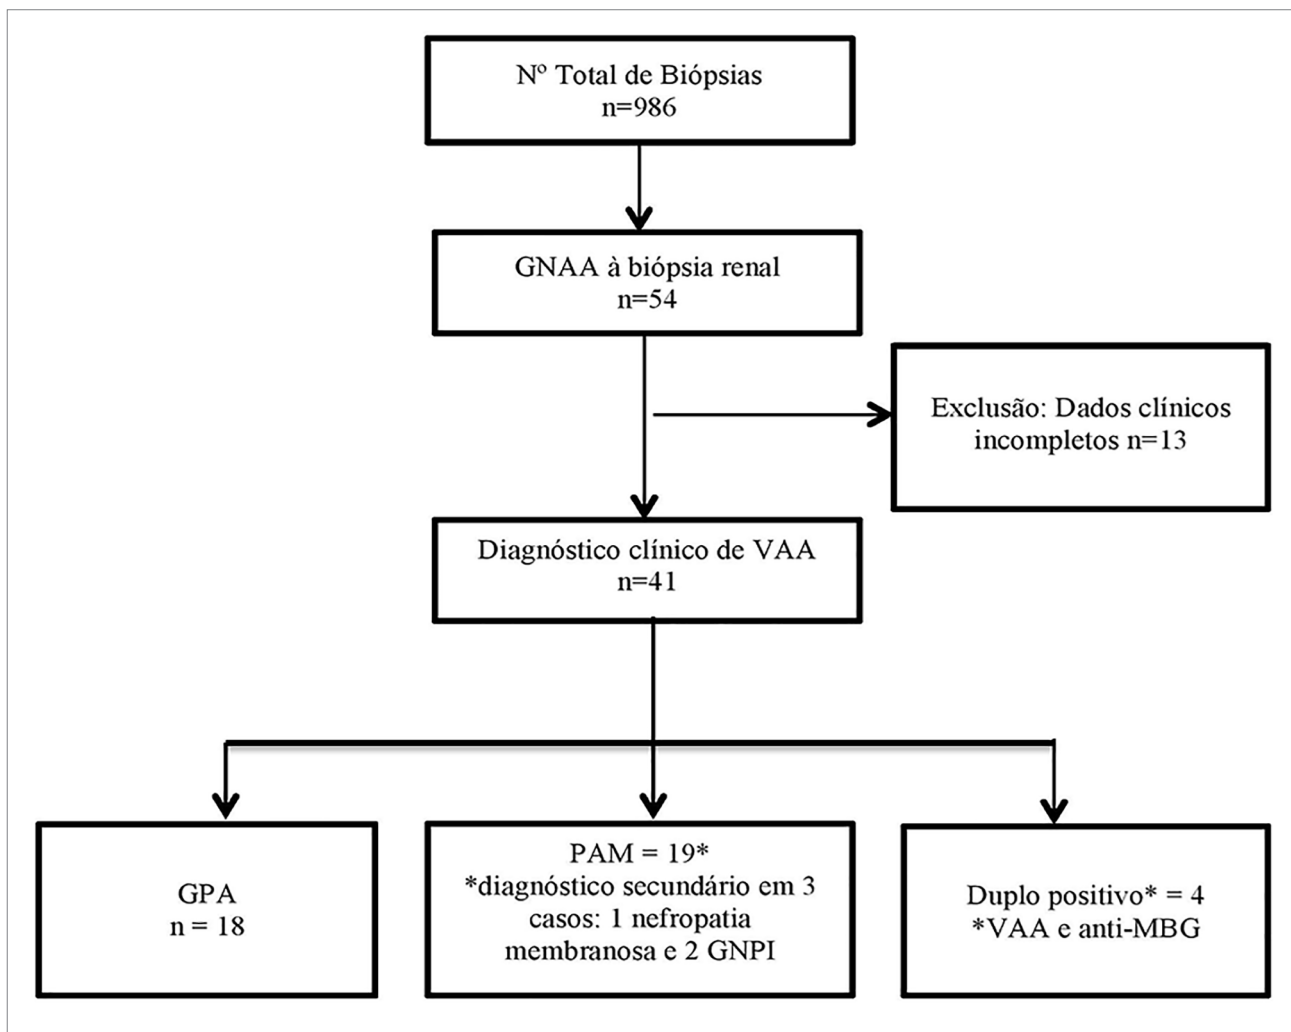 Nº Total de Biópsias
n=986
GNAA à biópsia renal
n=54
Exclusão: Dados clínicos
incompletos n=13
Diagnóstico clínico de VAA
n=41
GPA
n = 18
PAM = 19*
*diagnóstico secundário em 3
casos: 1 nefropatia
membranosa e 2 GNPI
Duplo positivo* = 4
*VAA e anti-MBG